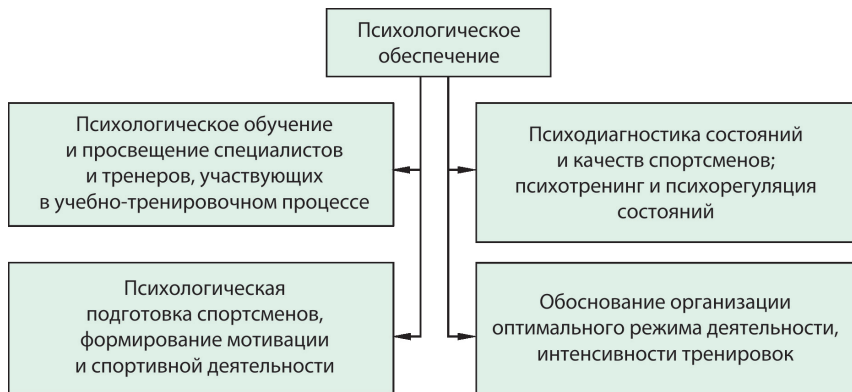 Психологическое
обеспечение
Психологическое обучение
и просвещение специалистов
и тренеров, участвующих
в учебно-тренировочном процессе
Психодиагностика состояний
и качеств спортсменов;
психотренинг и психорегуляция
состояний
Психологическая
подготовка спортсменов,
формирование мотивации
и спортивной деятельности
Обоснование организации
оптимального режима деятельности,
интенсивности тренировок